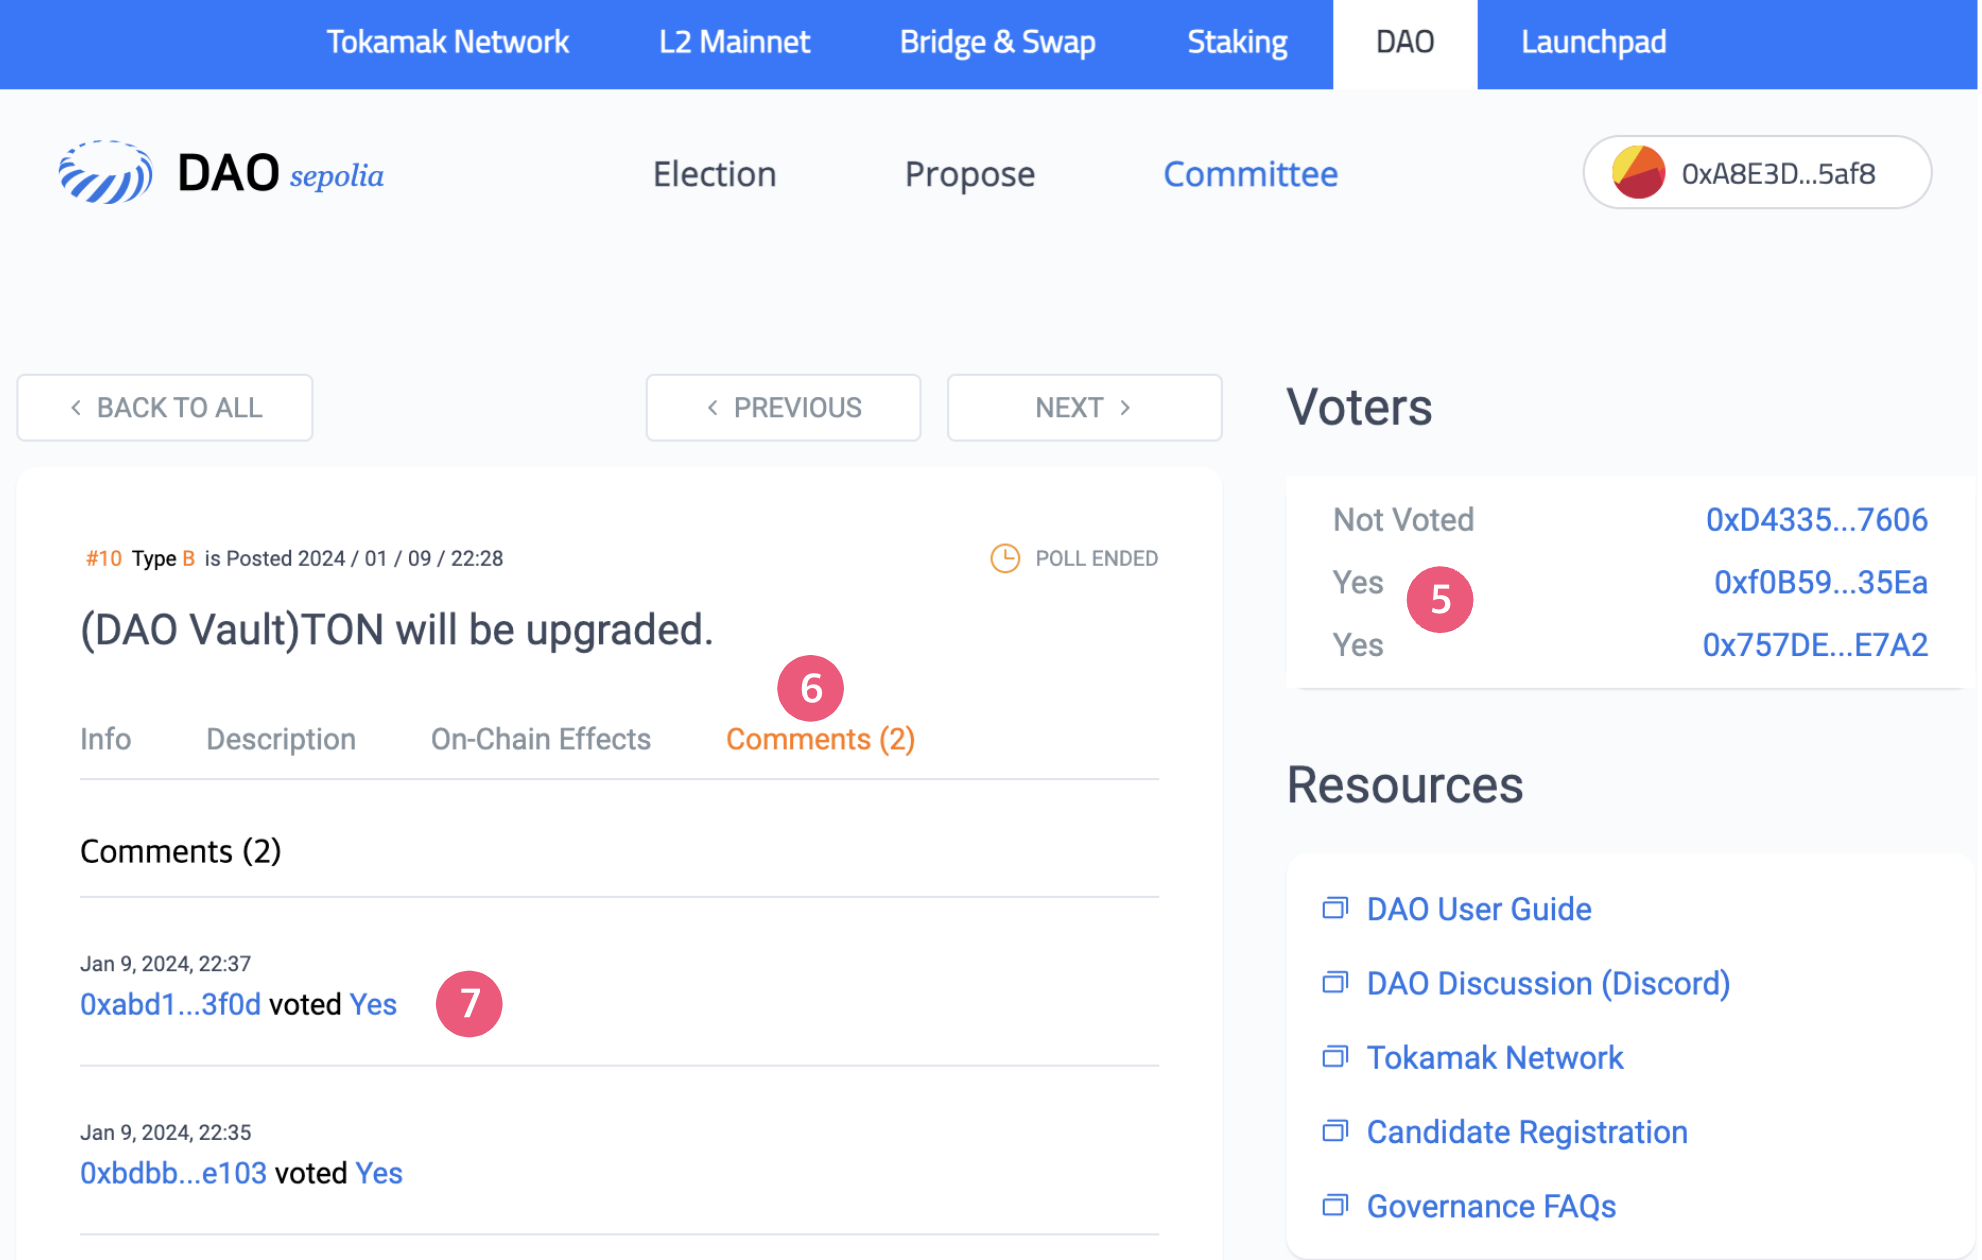 Tokamak Network L2 Mainnet Bridge & Swap Staking DAO Launchpad
DAO sepolia Election Propose Committee 0xA8E3D...5af8
< BACK TO ALL < PREVIOUS NEXT >
#10 Type B is Posted 2024 / 01 / 09 / 22:28 POLL ENDED
(DAO Vault)TON will be upgraded.
6
Info Description On-Chain Effects Comments (2)
Comments (2)
Jan 9, 2024, 22:37
0xabd1...3f0d voted Yes 7
Jan 9, 2024, 22:35
0xbdbb...e103 voted Yes
Voters
Not Voted 0xD4335...7606
Yes 5 0xf0B59...35Ea
Yes 0x757DE...E7A2
Resources
DAO User Guide
DAO Discussion (Discord)
Tokamak Network
Candidate Registration
Governance FAQs